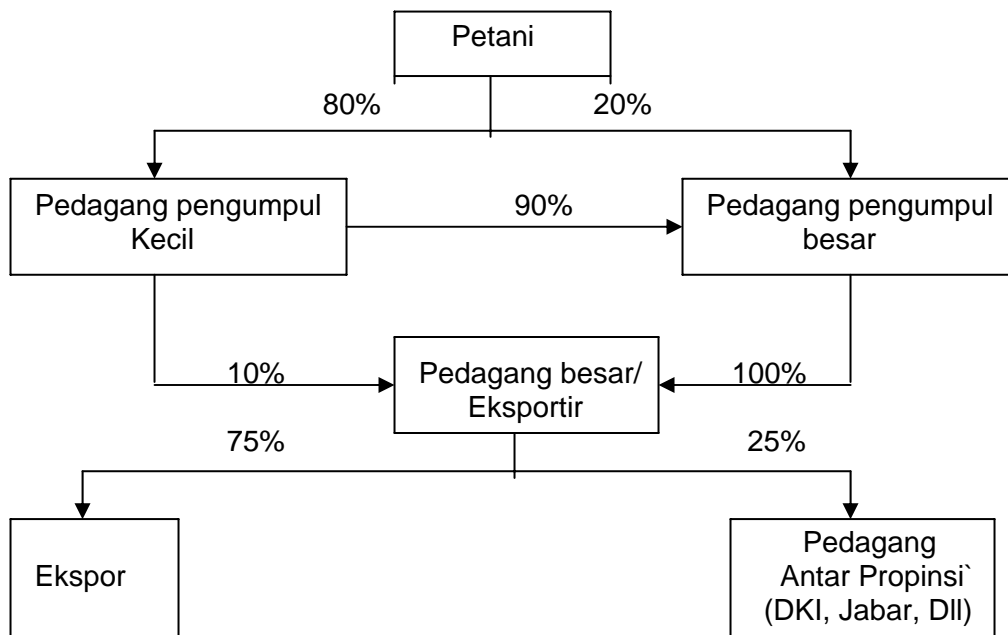 Petani
80%
20%
Pedagang pengumpul
Kecil
90%
Pedagang pengumpul
besar
10%
Pedagang besar/
Eksportir
100%
75%
25%
Ekspor
Pedagang
Antar Propinsi`
(DKI, Jabar, Dll)